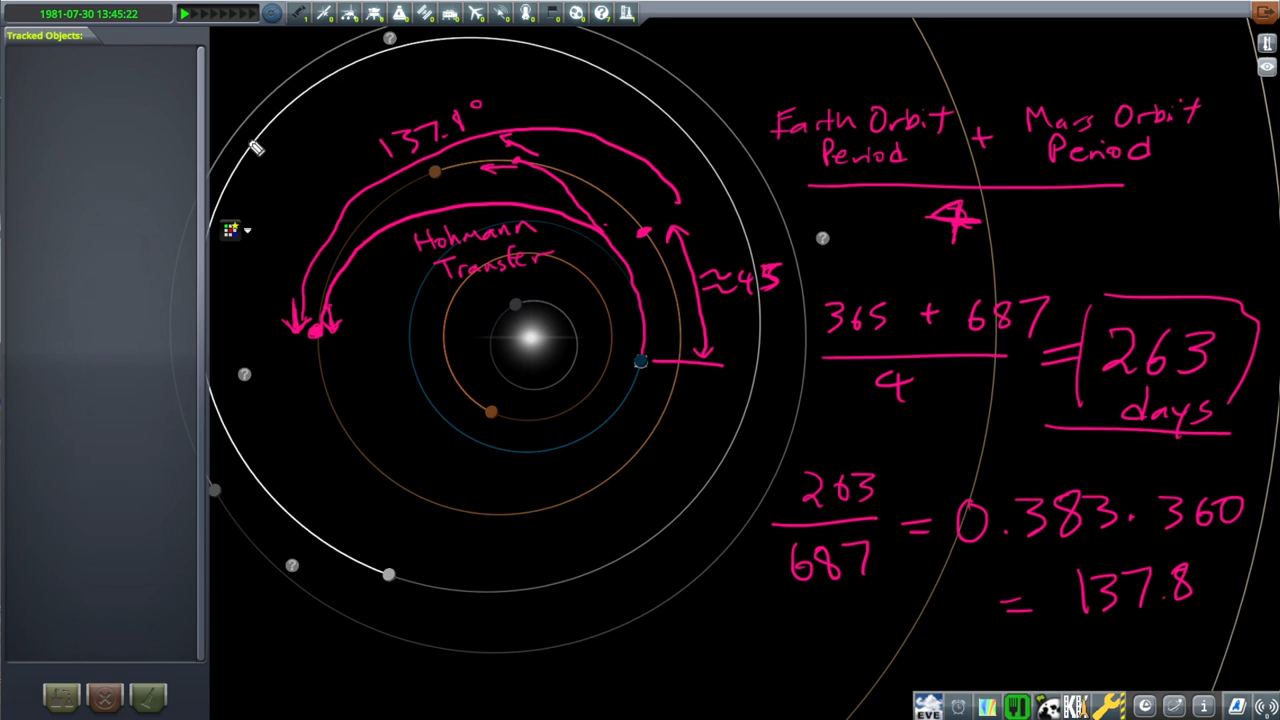 1981-07-30 13:45:22
Tracked Objects:
137.8°
Hohmann
Transfer
≈45
Earth Orbit
Period
+
Mars Orbit
Period
4
365 + 687
4
= 263
days
263
687
= 0.383 · 360
= 137.8
EVE